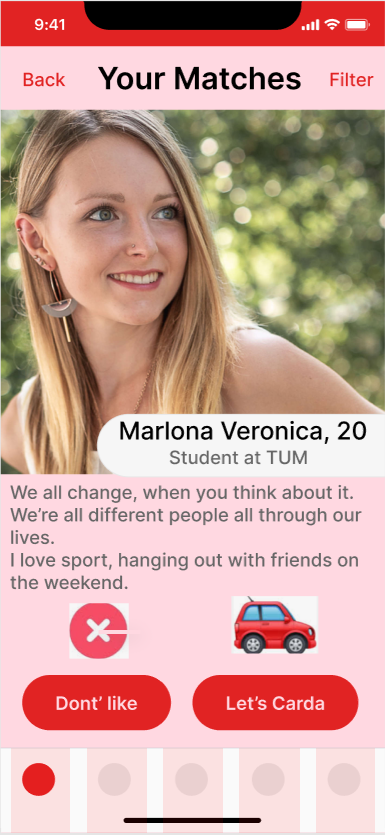 9:41
Back Your Matches Filter
Marlona Veronica, 20
Student at TUM
We all change, when you think about it.
We’re all different people all through our
lives.
I love sport, hanging out with friends on
the weekend.
Dont’ like Let’s Carda